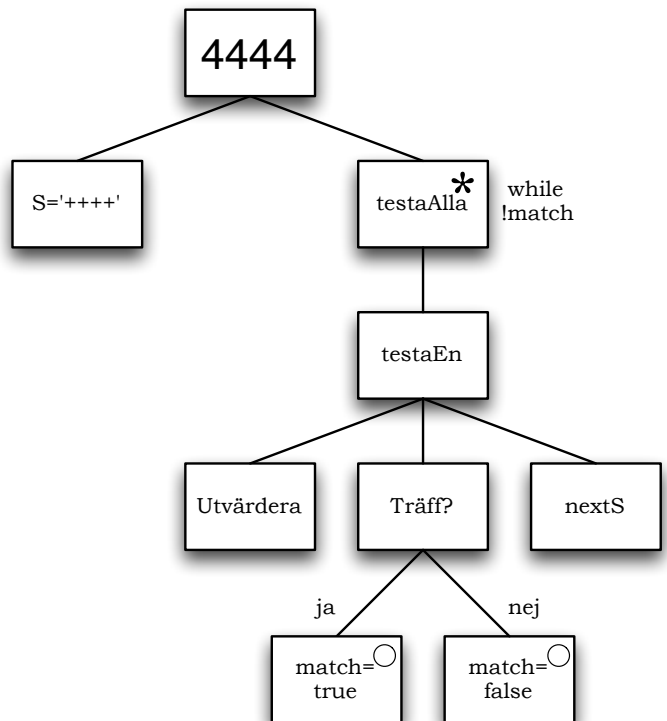 4444
S='++++'
testaAlla*
while
!match
testaEn
Utvärdera
Träff?
nextS
ja
nej
match=
true
match=
false